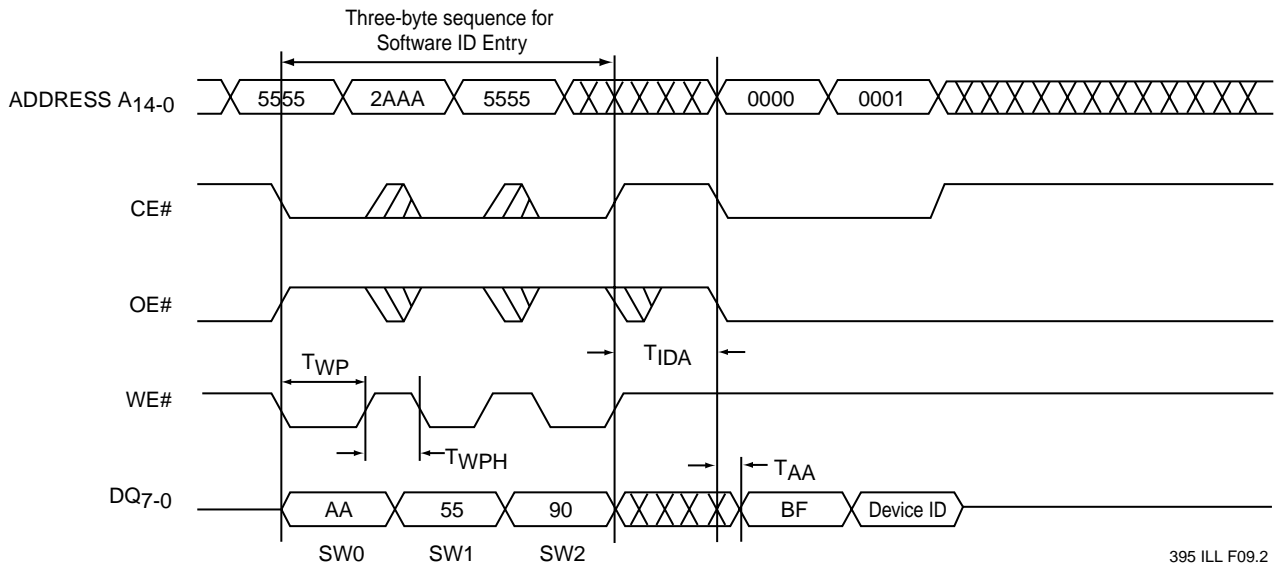 Three-byte sequence for
Software ID Entry
ADDRESS A14-0 5555 2AAA 5555 0000 0001
CE#
OE#
TWP TIDA
WE#
TWPH TAA
DQ7-0 AA 55 90 BF Device ID
SW0 SW1 SW2
395 ILL F09.2